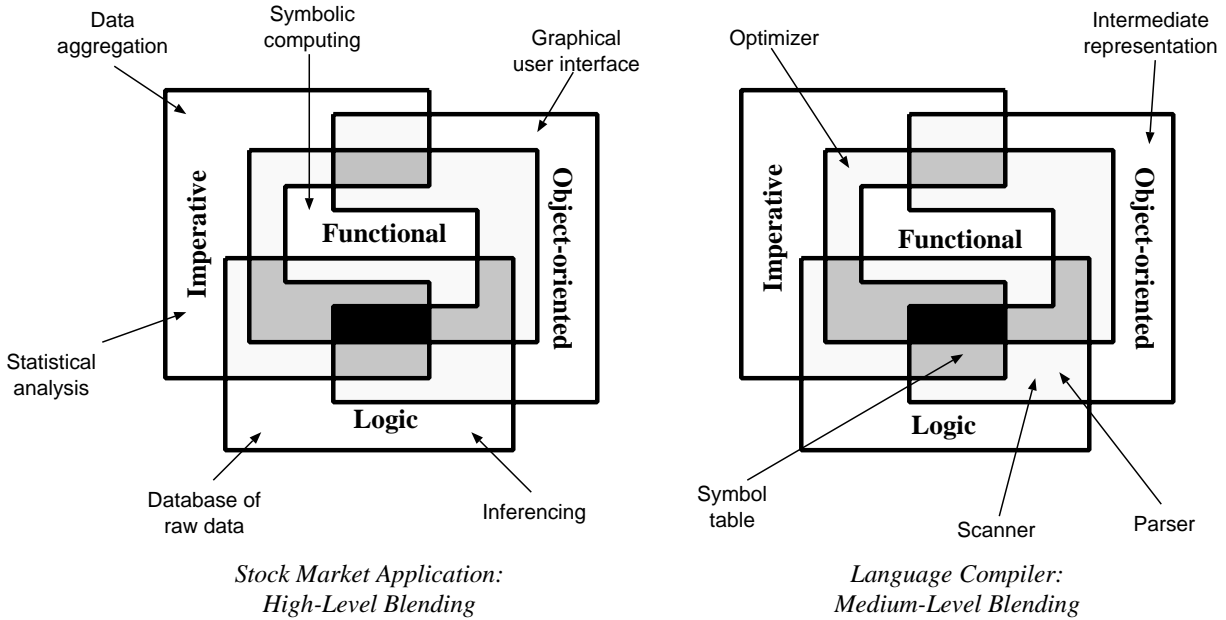 Data
aggregation
Symbolic
computing
Graphical
user interface
Imperative
Functional
Object-oriented
Logic
Statistical
analysis
Database of
raw data
Inferencing
Stock Market Application:
High-Level Blending
Optimizer
Intermediate
representation
Imperative
Functional
Object-oriented
Logic
Symbol
table
Scanner
Parser
Language Compiler:
Medium-Level Blending